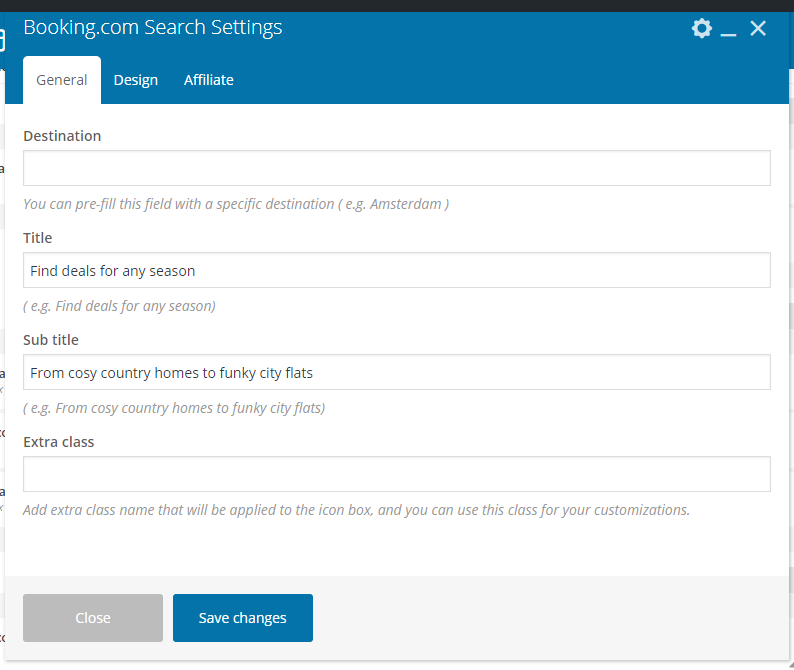 Booking.com Search Settings
General Design Affiliate
Destination
You can pre-fill this field with a specific destination ( e.g. Amsterdam )
Title
Find deals for any season
( e.g. Find deals for any season)
Sub title
From cosy country homes to funky city flats
( e.g. From cosy country homes to funky city flats)
Extra class
Add extra class name that will be applied to the icon box, and you can use this class for your customizations.
Close Save changes